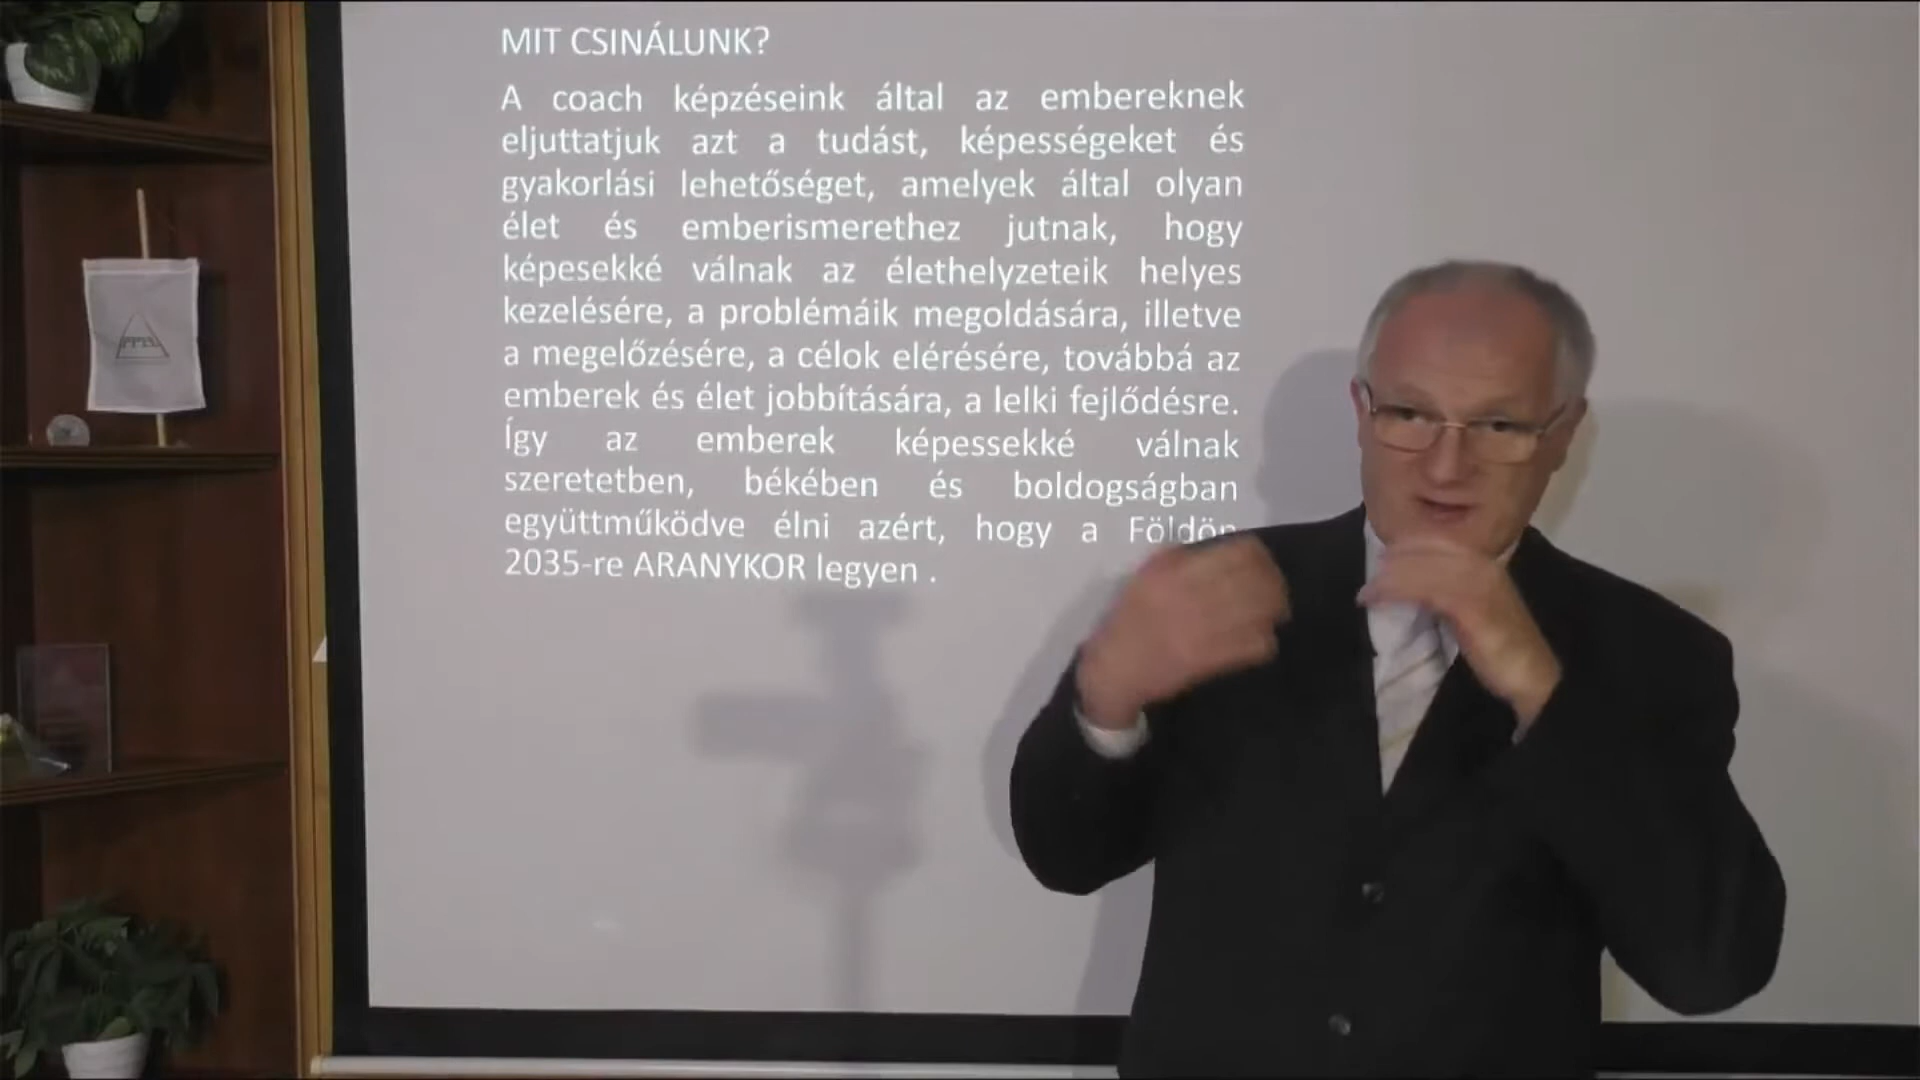 MIT CSINÁLUNK?
A coach képzéseink által az embereknek
eljuttatjuk azt a tudást, képességeket és
gyakorlási lehetőséget, amelyek által olyan
élet és emberismerethez jutnak, hogy
képesekké válnak az élethelyzeteik helyes
kezelésére, a problémáik megoldására, illetve
a megelőzésére, a célok elérésére, továbbá az
emberek és élet jobbítására, a lelki fejlődésre.
Így az emberek képessekké válnak
szeretetben, békében és boldogságban
együttműködve élni azért, hogy a Földön
2035-re ARANYKOR legyen .